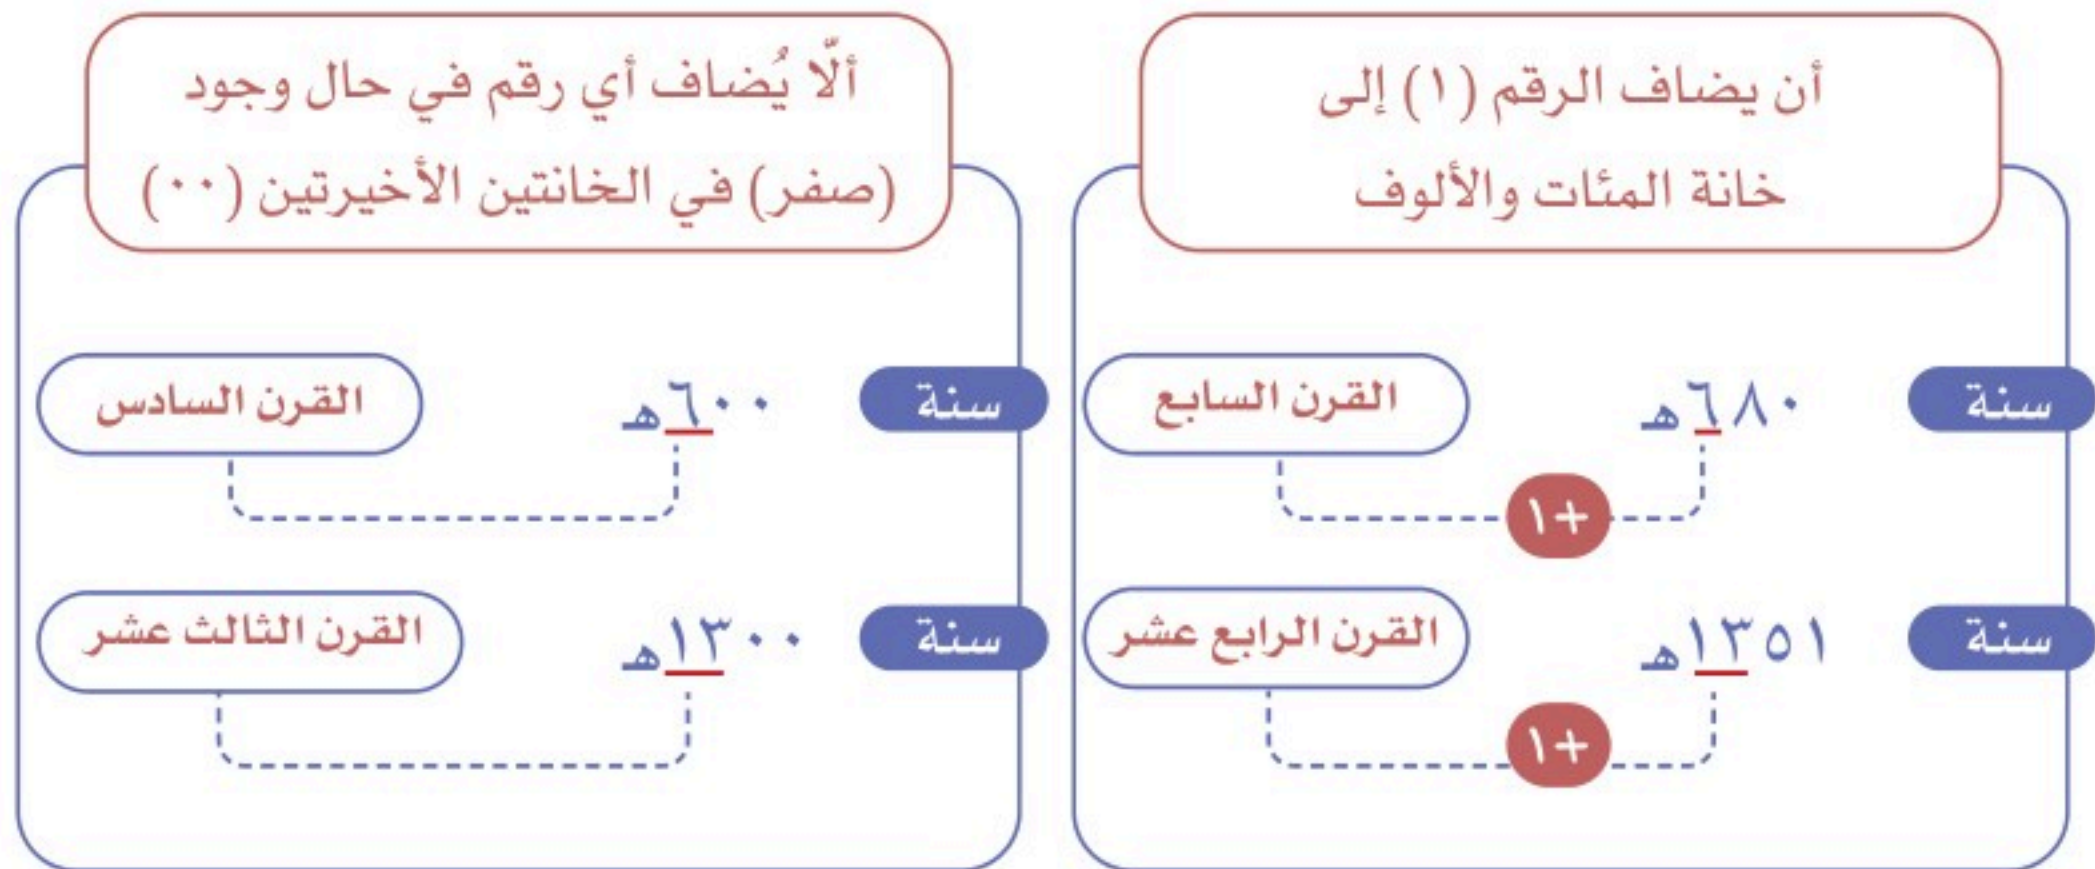 أن يضاف الرقم (١) إلى
خانة المئات والألوف
سنة ٦٨٠هـ القرن السابع
+١
سنة ١٣٥١هـ القرن الرابع عشر
+١
ألّا يُضاف أي رقم في حال وجود
(صفر) في الخانتين الأخيرتين (٠٠)
سنة ٦٠٠هـ القرن السادس
سنة ١٣٠٠هـ القرن الثالث عشر